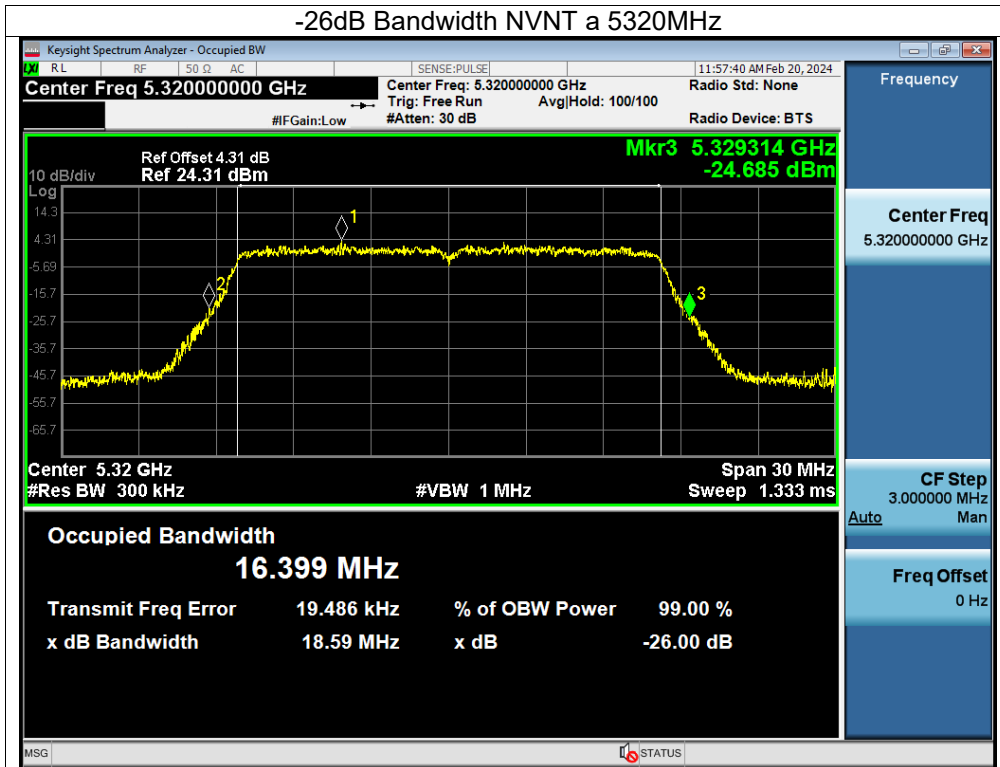 -26dB Bandwidth NVNT a 5320MHz
Keysight Spectrum Analyzer - Occupied BW
LXI RL RF 50 Ω AC SENSE:PULSE 11:57:40 AM Feb 20, 2024
Center Freq 5.320000000 GHz
Center Freq: 5.320000000 GHz Radio Std: None
Trig: Free Run Avg|Hold: 100/100
#IFGain:Low #Atten: 30 dB Radio Device: BTS
Mkr3 5.329314 GHz
-24.685 dBm
Ref Offset 4.31 dB
10 dB/div Ref 24.31 dBm
Log
14.3
4.31
-5.69
-15.7
-25.7
-35.7
-45.7
-55.7
-65.7
1
2
3
Center 5.32 GHz Span 30 MHz
#Res BW 300 kHz #VBW 1 MHz Sweep 1.333 ms
Occupied Bandwidth
16.399 MHz
Transmit Freq Error 19.486 kHz % of OBW Power 99.00 %
x dB Bandwidth 18.59 MHz x dB -26.00 dB
Frequency
Center Freq
5.320000000 GHz
CF Step
3.000000 MHz
Auto Man
Freq Offset
0 Hz
MSG STATUS